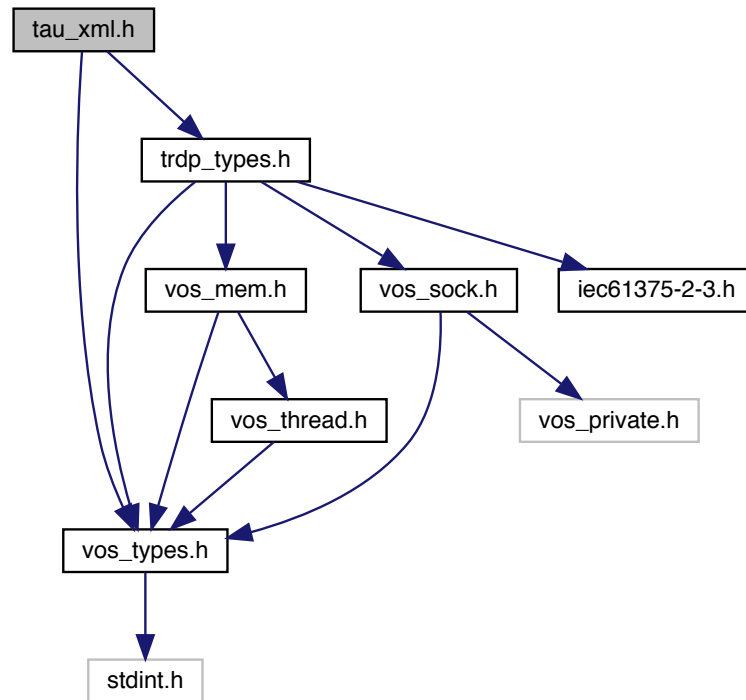 tau_xml.h
trdp_types.h
vos_mem.h
vos_sock.h
iec61375-2-3.h
vos_thread.h
vos_private.h
vos_types.h
stdint.h